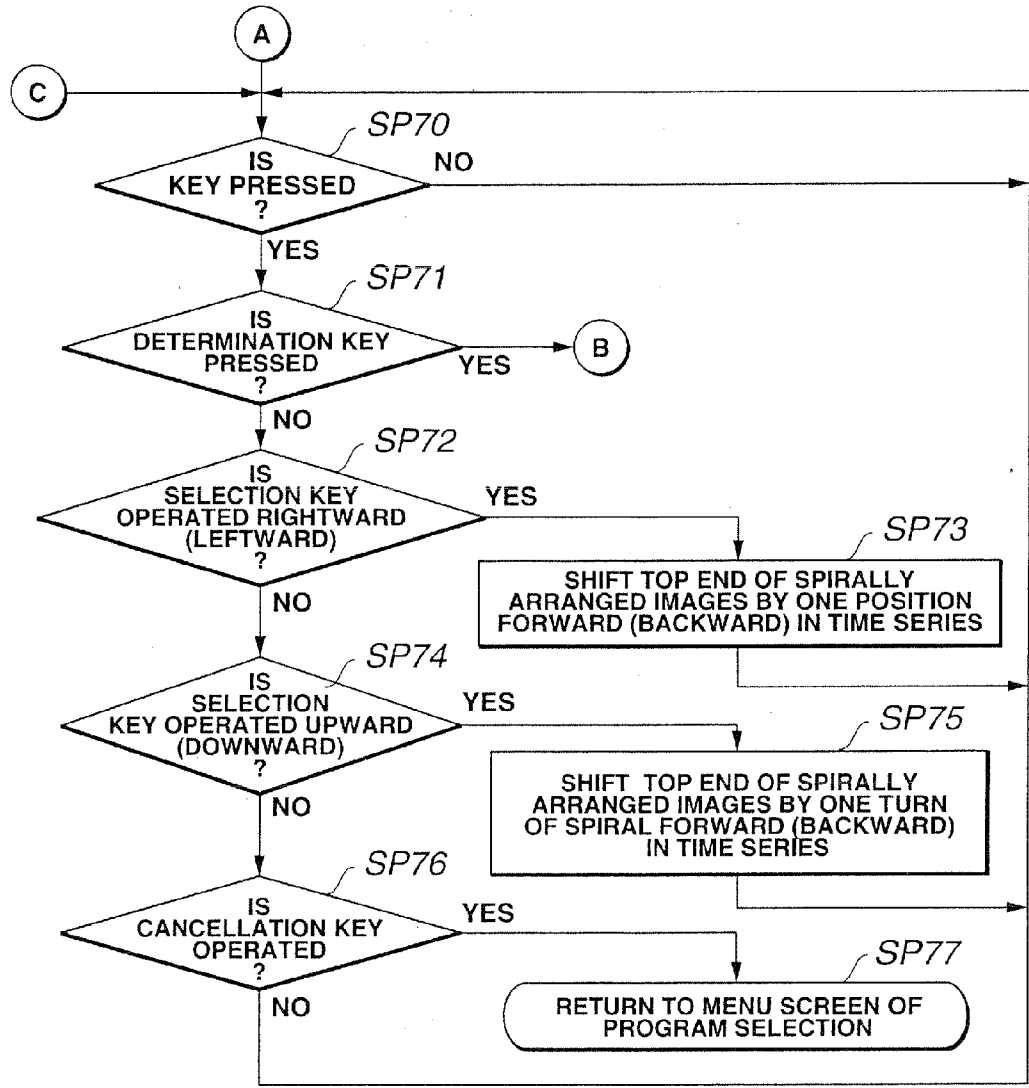 A
C
SP70
IS
KEY PRESSED
?
NO
YES
SP71
IS
DETERMINATION KEY
PRESSED
?
YES
B
NO
SP72
IS
SELECTION KEY
OPERATED RIGHTWARD
(LEFTWARD)
?
YES
NO
SP73
SHIFT TOP END OF SPIRALLY
ARRANGED IMAGES BY ONE POSITION
FORWARD (BACKWARD) IN TIME SERIES
SP74
IS
SELECTION
KEY OPERATED UPWARD
(DOWNWARD)
?
YES
NO
SP75
SHIFT TOP END OF SPIRALLY
ARRANGED IMAGES BY ONE TURN
OF SPIRAL FORWARD (BACKWARD)
IN TIME SERIES
SP76
IS
CANCELLATION KEY
OPERATED
?
YES
NO
SP77
RETURN TO MENU SCREEN OF
PROGRAM SELECTION